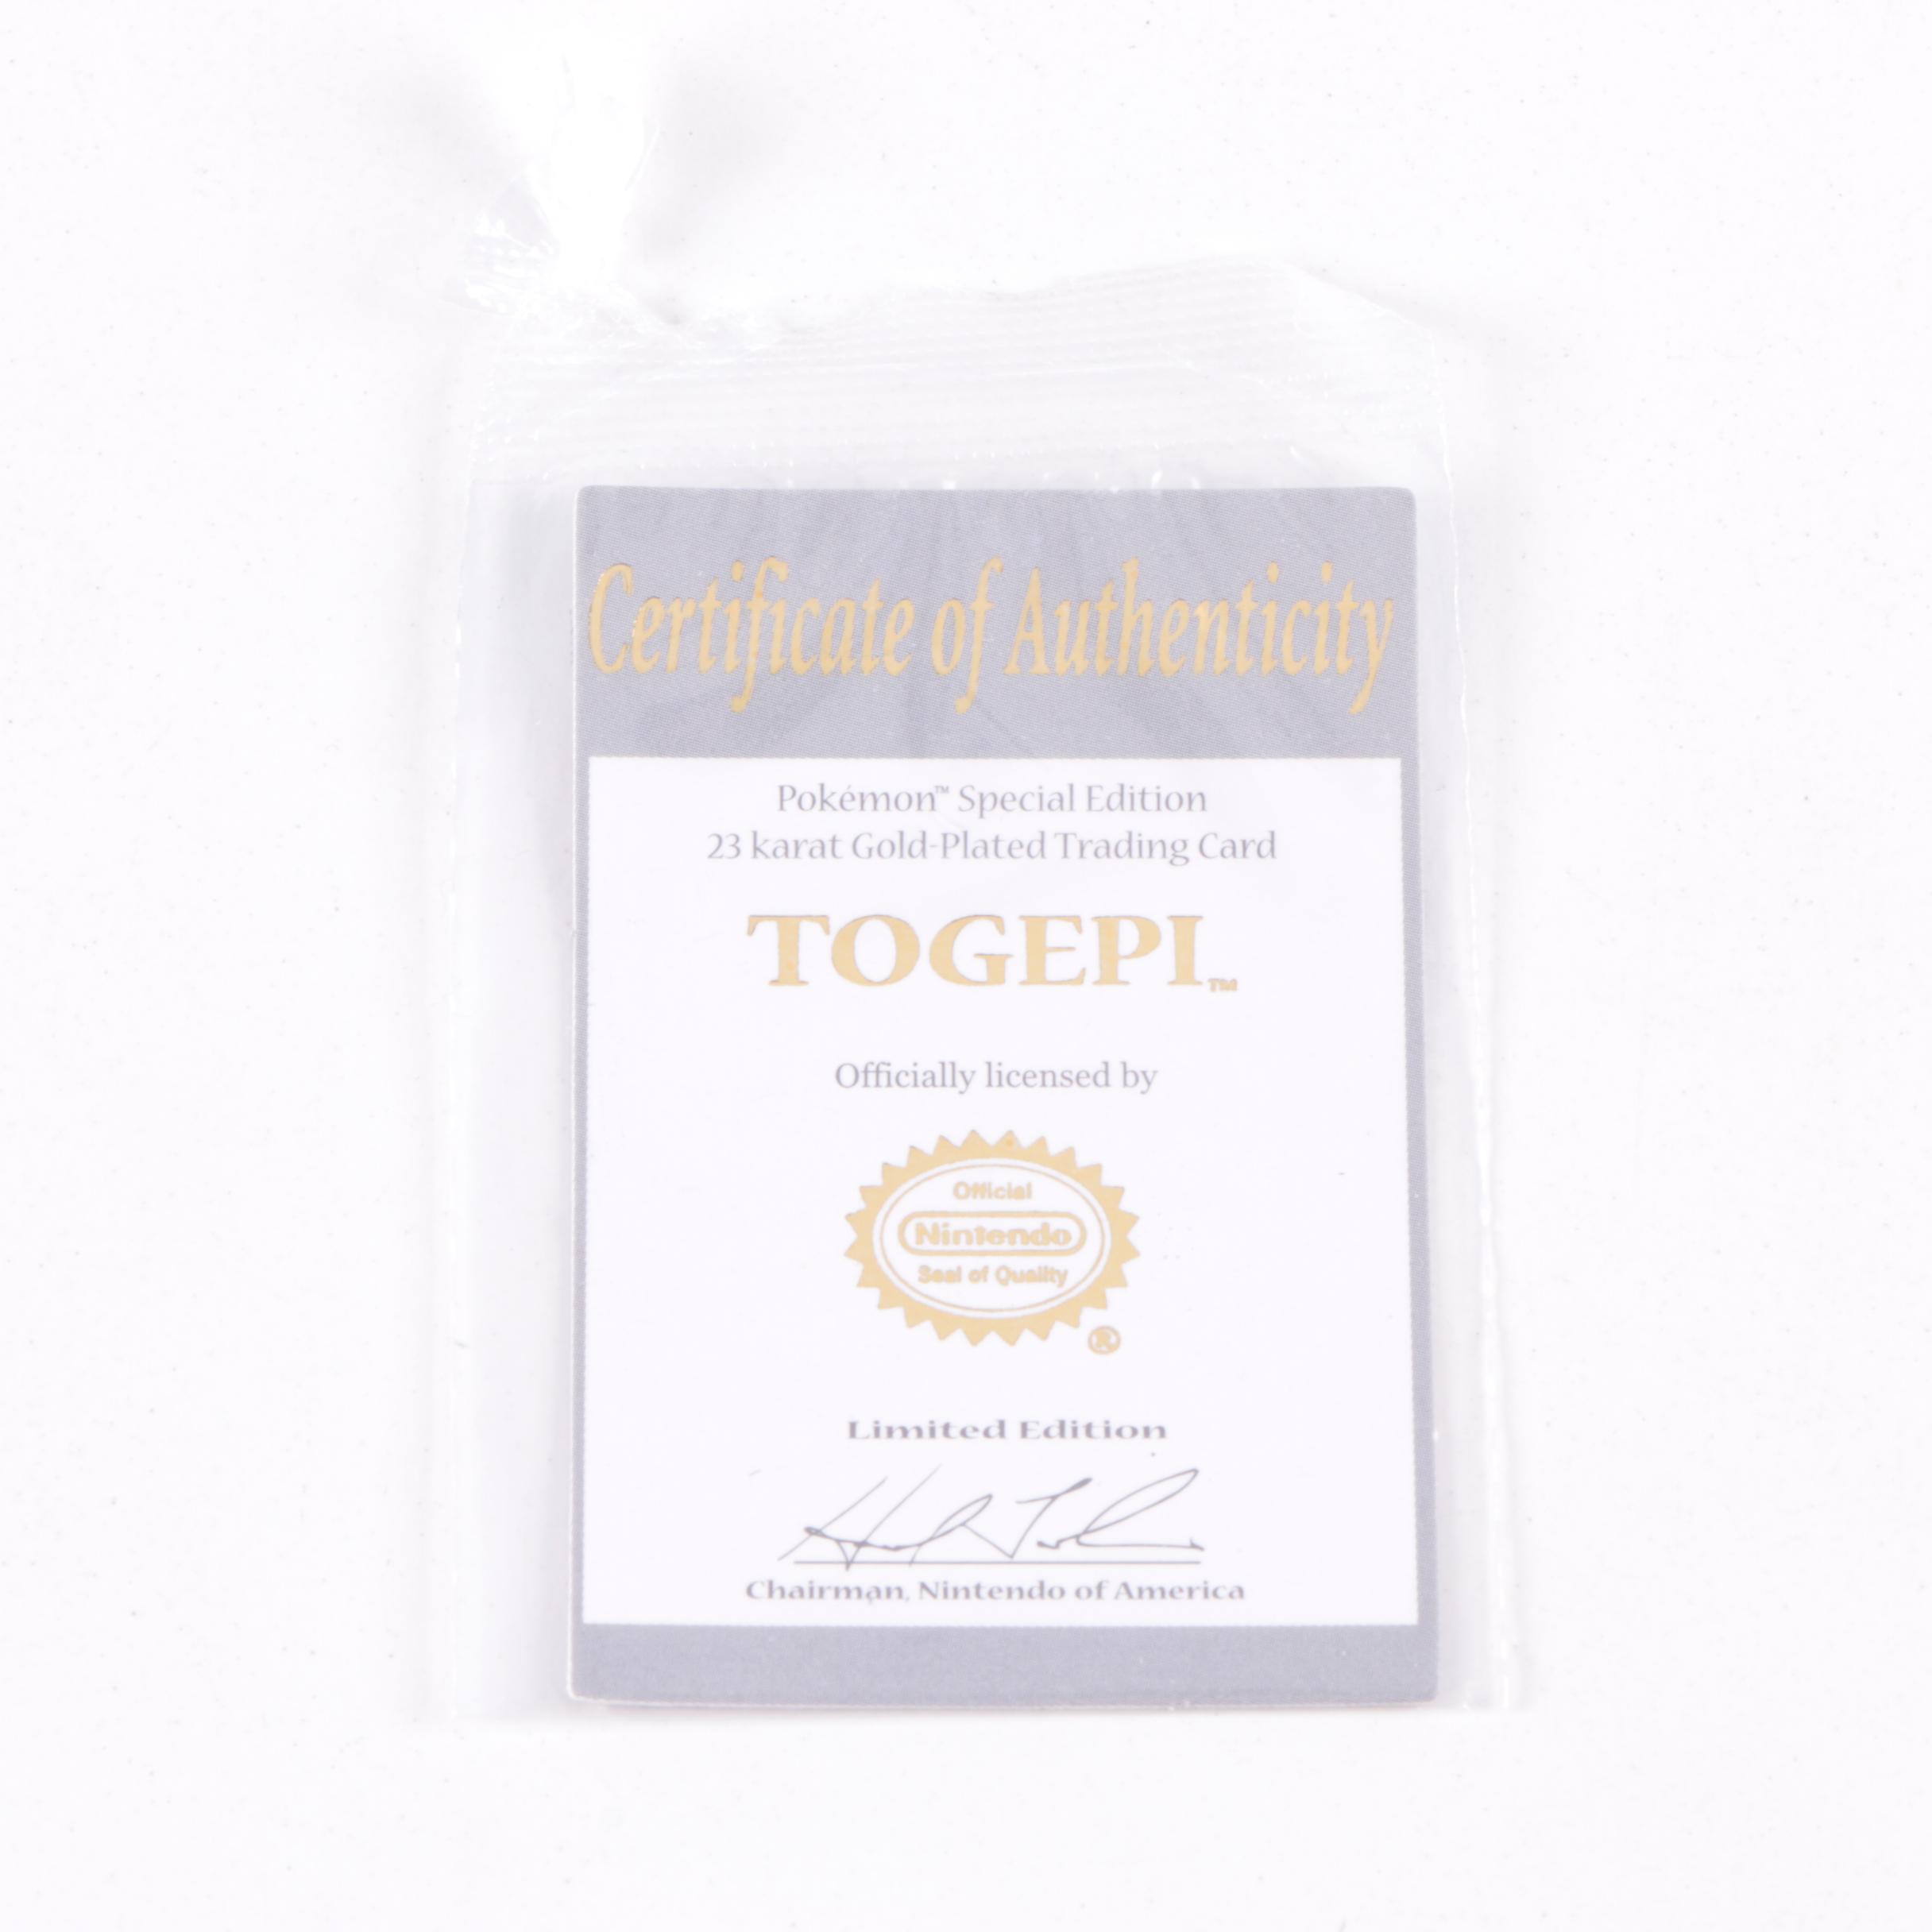 Certificate of Authenticity
Pokémon™ Special Edition
23 karat Gold-Plated Trading Card
TOGEPI™
Officially licensed by
Official
Nintendo
Seal of Quality
®
Limited Edition
Chairman, Nintendo of America